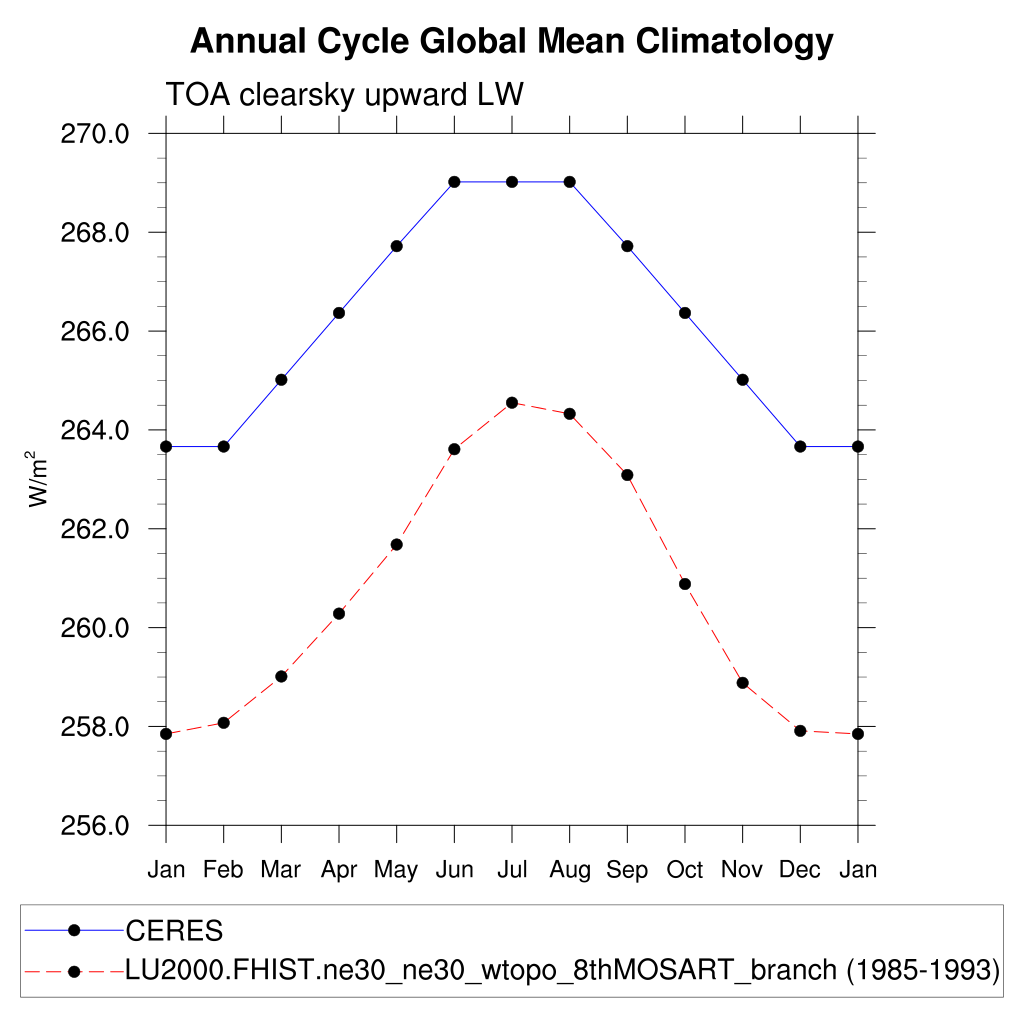 Annual Cycle Global Mean Climatology
TOA clearsky upward LW
270.0
268.0
266.0
264.0
262.0
260.0
258.0
256.0
W/m²
Jan Feb Mar Apr May Jun Jul Aug Sep Oct Nov Dec Jan
CERES
LU2000.FHIST.ne30_ne30_wtopo_8thMOSART_branch (1985-1993)